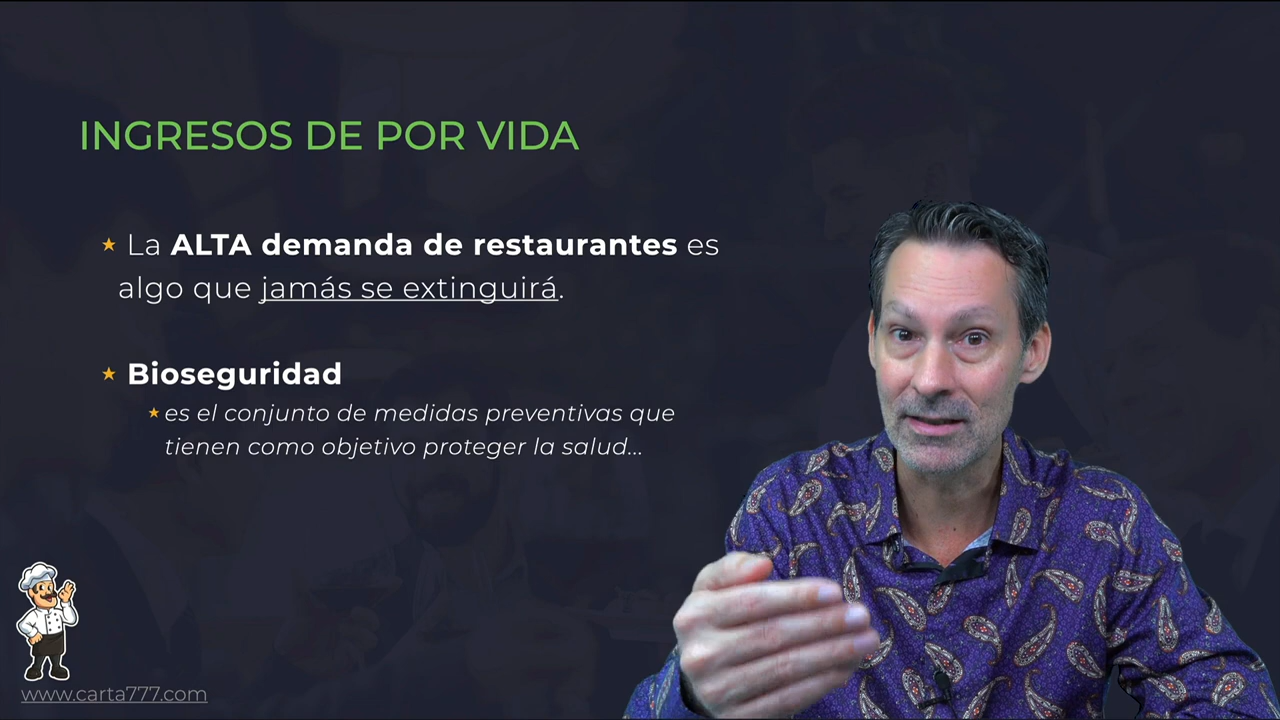 INGRESOS DE POR VIDA
La ALTA demanda de restaurantes es
algo que jamás se extinguirá.
Bioseguridad
es el conjunto de medidas preventivas que
tienen como objetivo proteger la salud...
www.carta777.com